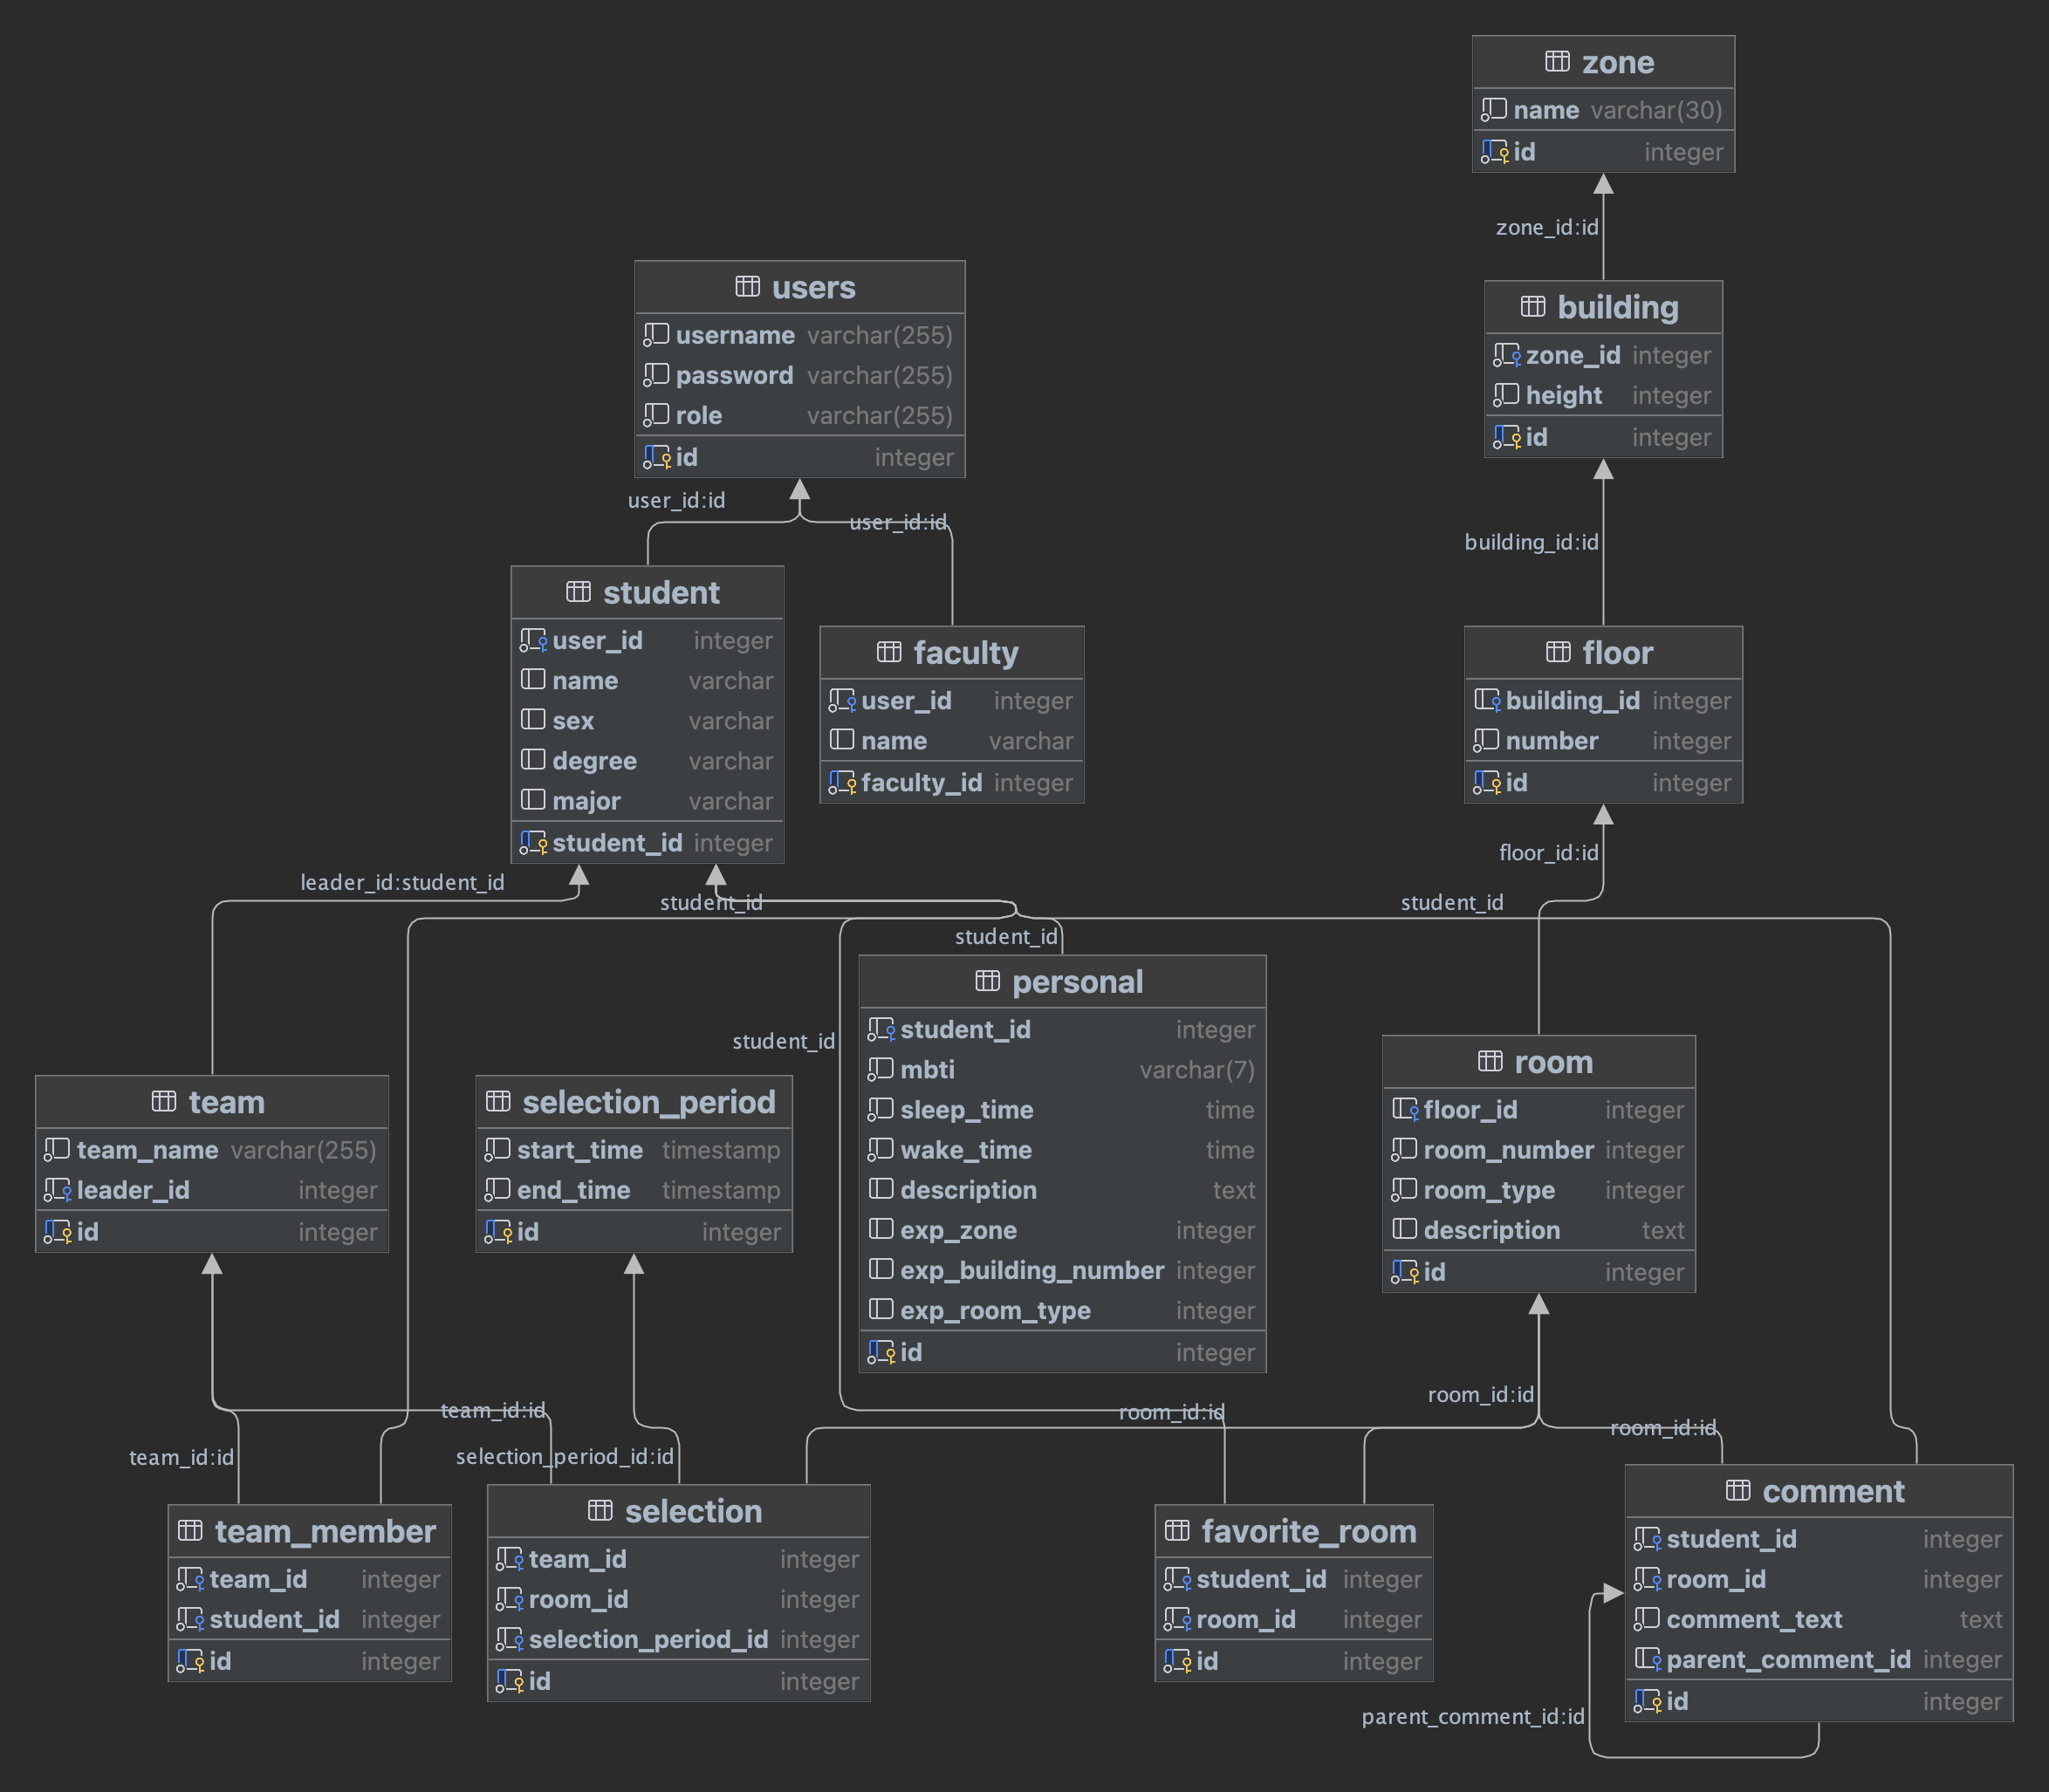 zone
name varchar(30)
id integer
zone_id:id
users
username varchar(255)
password varchar(255)
role varchar(255)
id integer
building
zone_id integer
height integer
id integer
user_id:id
user_id:id
building_id:id
student
user_id integer
name varchar
sex varchar
degree varchar
major varchar
student_id integer
faculty
user_id integer
name varchar
faculty_id integer
floor
building_id integer
number integer
id integer
floor_id:id
leader_id:student_id
student_id
student_id
student_id
student_id
personal
student_id integer
mbti varchar(7)
sleep_time time
wake_time time
description text
exp_zone integer
exp_building_number integer
exp_room_type integer
id integer
room
floor_id integer
room_number integer
room_type integer
description text
id integer
team
team_name varchar(255)
leader_id integer
id integer
selection_period
start_time timestamp
end_time timestamp
id integer
room_id:id
team_id:id
room_id:id
room_id:id
team_id:id
selection_period_id:id
team_member
team_id integer
student_id integer
id integer
selection
team_id integer
room_id integer
selection_period_id integer
id integer
favorite_room
student_id integer
room_id integer
id integer
comment
student_id integer
room_id integer
comment_text text
parent_comment_id integer
id integer
parent_comment_id:id